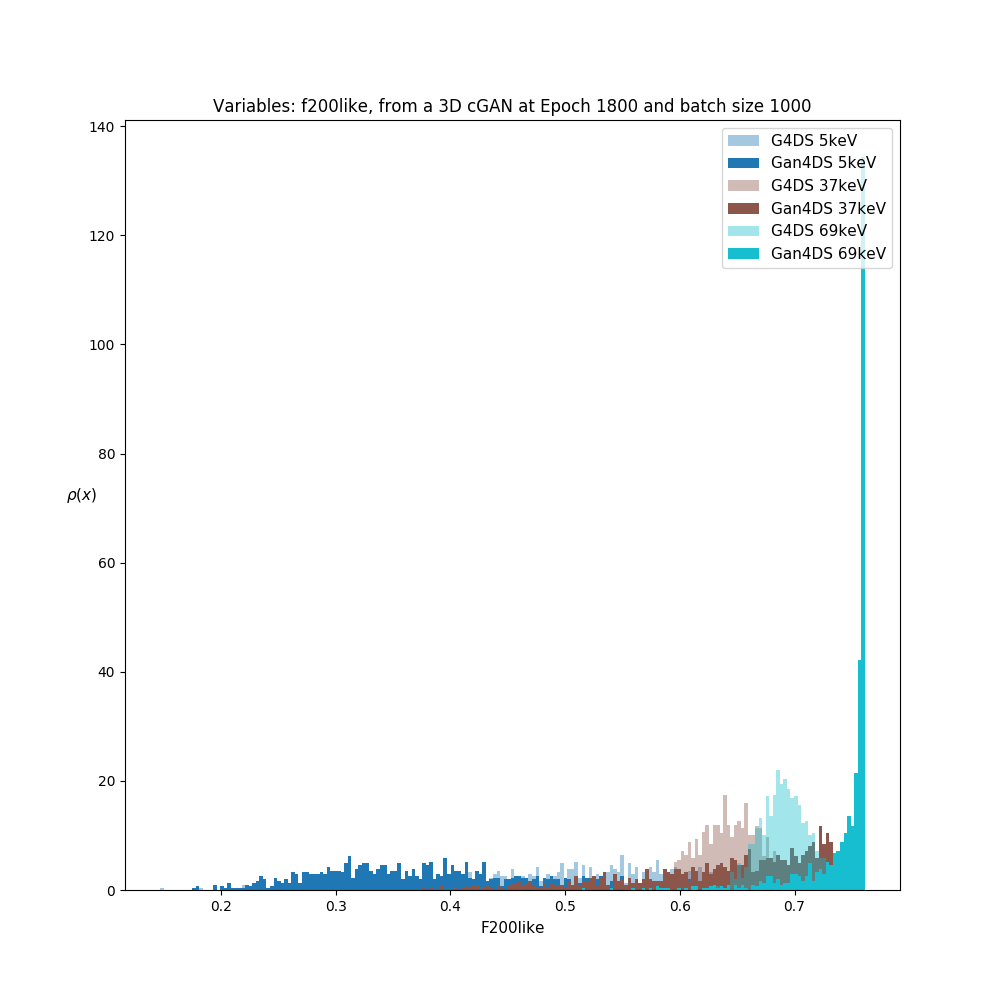 Variables: f200like, from a 3D cGAN at Epoch 1800 and batch size 1000
G4DS 5keV
Gan4DS 5keV
G4DS 37keV
Gan4DS 37keV
G4DS 69keV
Gan4DS 69keV
140
120
100
80
60
40
20
0
ρ(x)
0.2 0.3 0.4 0.5 0.6 0.7
F200like